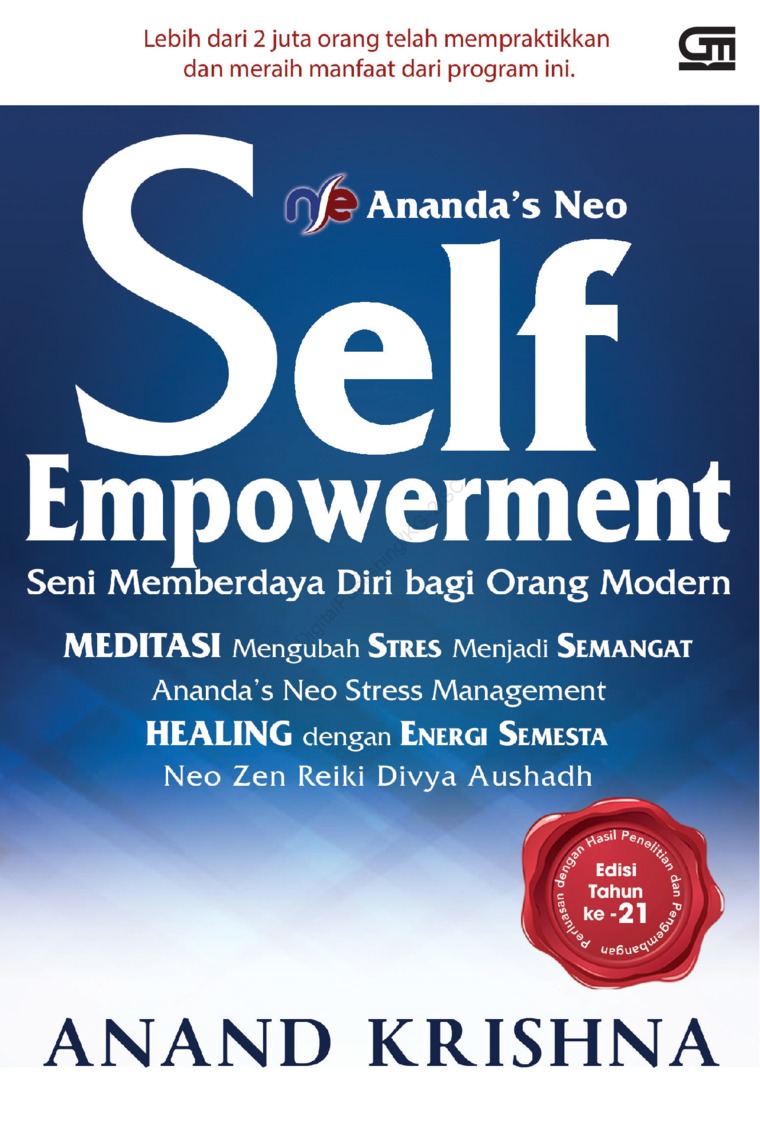 Lebih dari 2 juta orang telah mempraktikkan
dan meraih manfaat dari program ini.
GM
nse Ananda's Neo
Self
Empowerment
Seni Memberdaya Diri bagi Orang Modern
MEDITASI Mengubah STRES Menjadi SEMANGAT
Ananda's Neo Stress Management
HEALING dengan ENERGI SEMESTA
Neo Zen Reiki Divya Aushadh
Perluasan dengan Hasil Penelitian dan Pengembangan
Edisi
Tahun
ke -21
ANAND KRISHNA